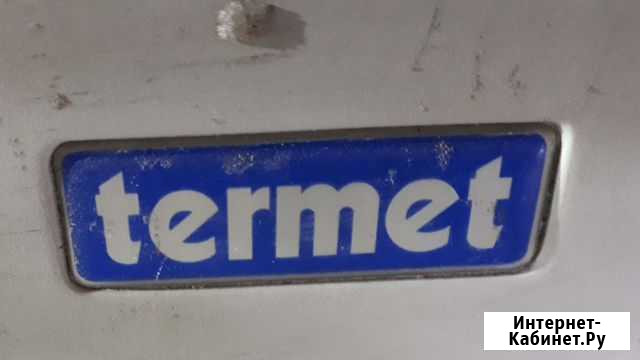 termet
Интернет-
Кабинет.Ру